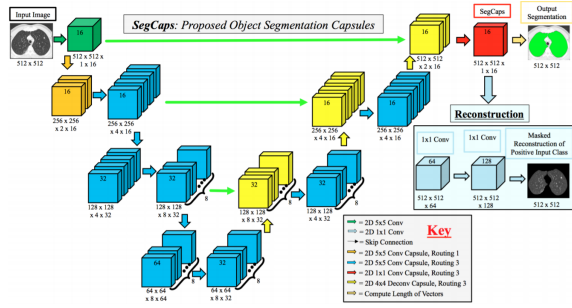 Input Image
SegCaps: Proposed Object Segmentation Capsules
SegCaps
Output
Segmentation
16
512 x 512
512 x 512 x
1 x 16
16
512 x 512
x 2 x 16
16
512 x 512 x
1 x 16
512 x 512
16
256 x 256
x 2 x 16
16
256 x 256
x 4 x 16
16
256 x 256
x 4 x 16
16
256 x 256
x 4 x 16
Reconstruction
1x1 Conv
1x1 Conv
Masked
Reconstruction of
Positive Input Class
64
512 x 512
x 64
128
512 x 512
x 128
512 x 512
32
128 x 128
x 4 x 32
32
128 x 128
x 8 x 32
8
32
128 x 128
x 8 x 32
8
32
128 x 128
x 4 x 32
8
64
64 x 64
x 8 x 64
32
64 x 64
x 8 x 32
8
Key
= 2D 5x5 Conv
= 2D 1x1 Conv
= Skip Connection
= 2D 5x5 Conv Capsule, Routing 1
= 2D 5x5 Conv Capsule, Routing 3
= 2D 1x1 Conv Capsule, Routing 3
= 2D 4x4 Deconv Capsule, Routing 3
= Compute Length of Vectors